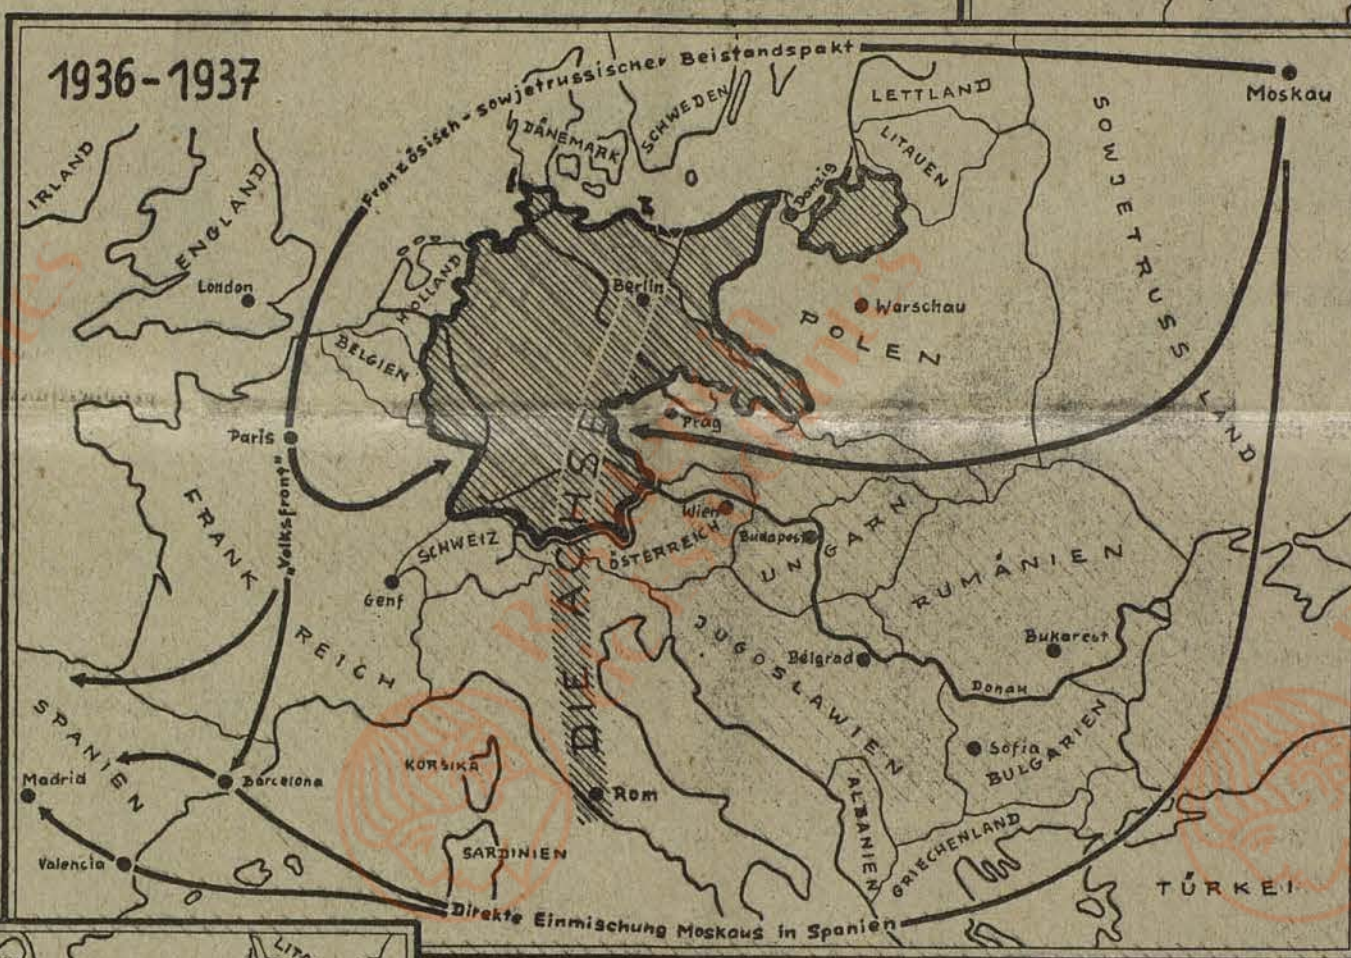 1936-1937
Französisch-sowjetrussischer Beistandspakt
Moskau
IRLAND
ENGLAND
London
DÄNEMARK
SCHWEDEN
LETTLAND
LITAUEN
Danzig
SOWJETRUSSLAND
HOLLAND
BELGIEN
Berlin
Warschau
POLEN
Paris
Prag
"Volksfront"
FRANKREICH
SCHWEIZ
Genf
Wien
ÖSTERREICH
Budapest
UNGARN
RUMÄNIEN
DIE ACHSE
JUGOSLAWIEN
Belgrad
Bukarest
Donau
SPANIEN
Madrid
Barcelona
Valencia
KORSIKA
SARDINIEN
Rom
Sofia
BULGARIEN
ALBANIEN
GRIECHENLAND
TÜRKEI
Direkte Einmischung Moskaus in Spanien
LITA